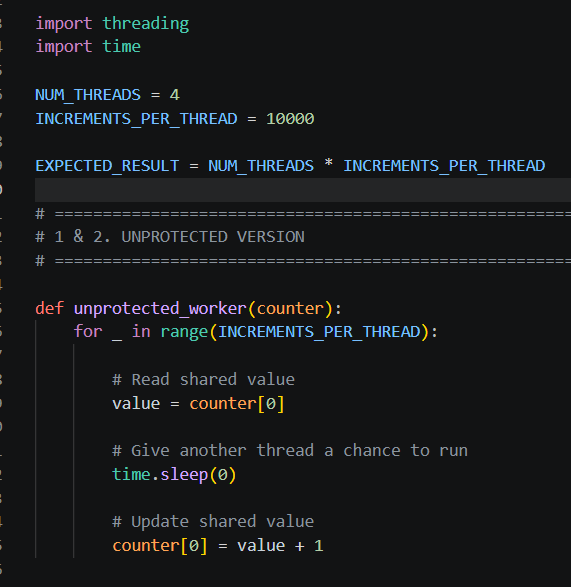 import threading
import time
NUM_THREADS = 4
INCREMENTS_PER_THREAD = 10000
EXPECTED_RESULT = NUM_THREADS * INCREMENTS_PER_THREAD
# ======================================================
# 1 & 2. UNPROTECTED VERSION
# ======================================================
def unprotected_worker(counter):
    for _ in range(INCREMENTS_PER_THREAD):
        # Read shared value
        value = counter[0]
        # Give another thread a chance to run
        time.sleep(0)
        # Update shared value
        counter[0] = value + 1